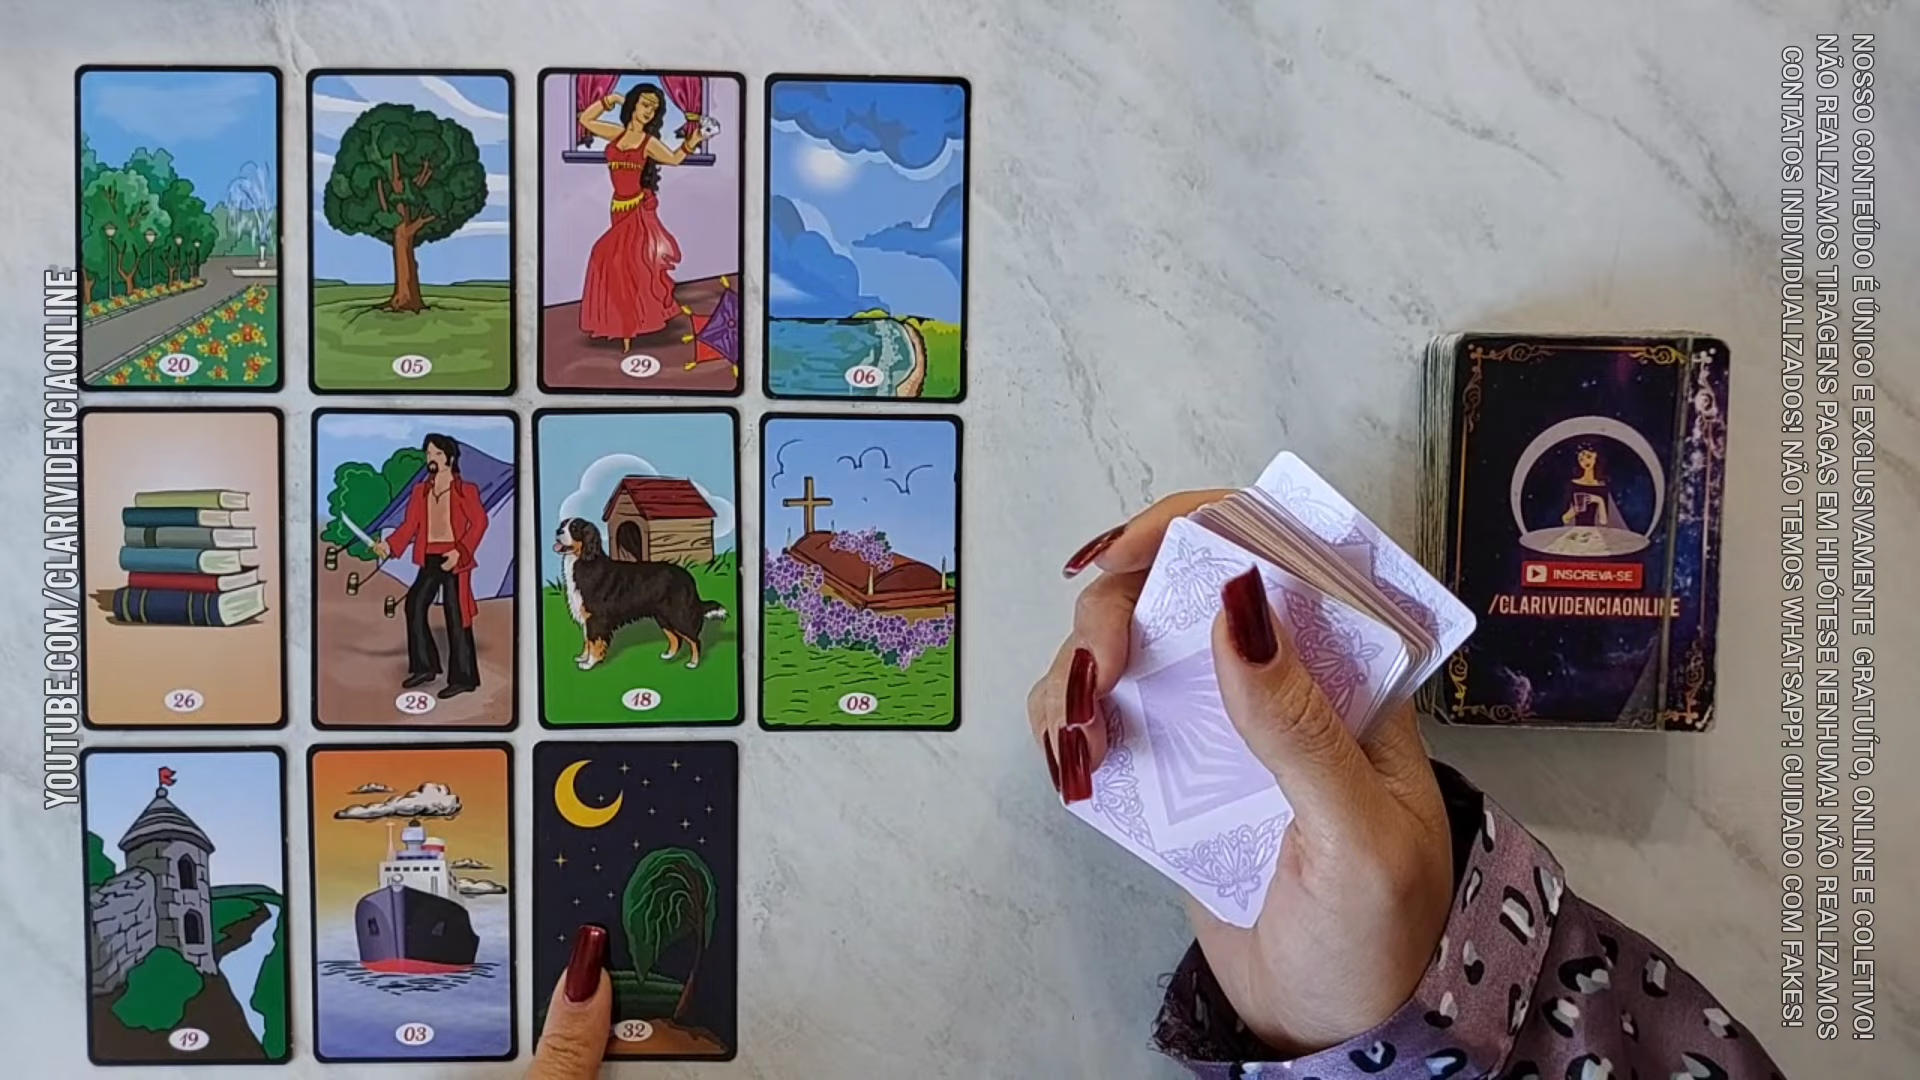 YOUTUBE.COM/CLARIVIDENCIAONLINE
20
05
29
06
26
28
18
08
19
03
32
INSCREVA-SE
/CLARIVIDENCIAONLINE
NOSSO CONTEÚDO É ÚNICO E EXCLUSIVAMENTE GRATUÍTO, ONLINE E COLETIVO!
NÃO REALIZAMOS TIRAGENS PAGAS EM HIPÓTESE NENHUMA! NÃO REALIZAMOS
CONTATOS INDIVIDUALIZADOS! NÃO TEMOS WHATSAPP! CUIDADO COM FAKES!